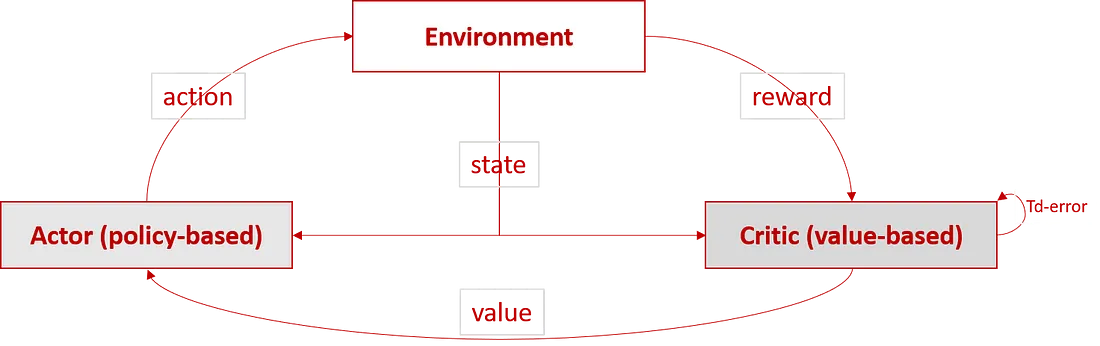 Environment
action
reward
state
Actor (policy-based)
Critic (value-based)
Td-error
value